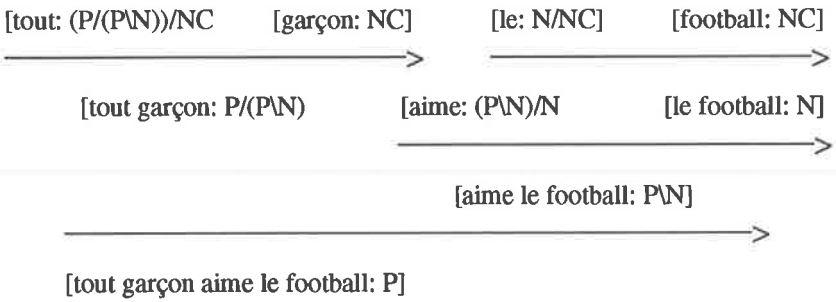 [tout: (P/(P\N))/NC [garçon: NC] [le: N/NC] [football: NC]
[tout garçon: P/(P\N) [aime: (P\N)/N [le football: N]
[aime le football: P\N]
[tout garçon aime le football: P]